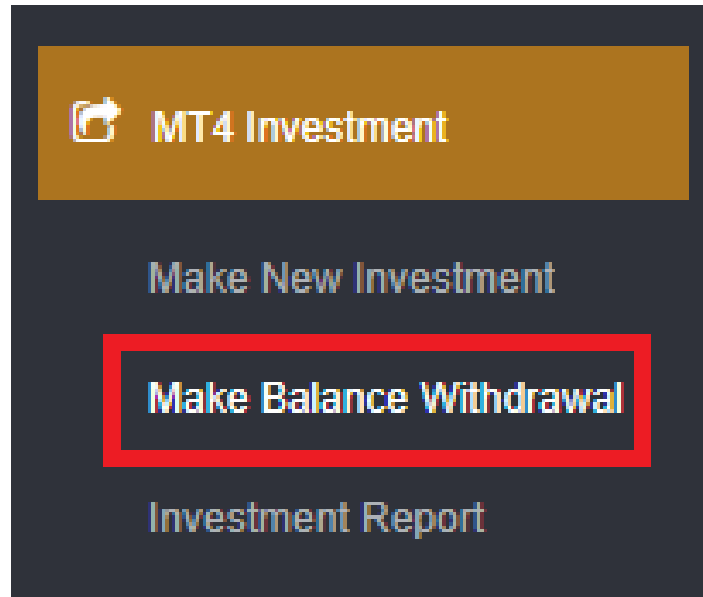 MT4 Investment
Make New Investment
Make Balance Withdrawal
Investment Report